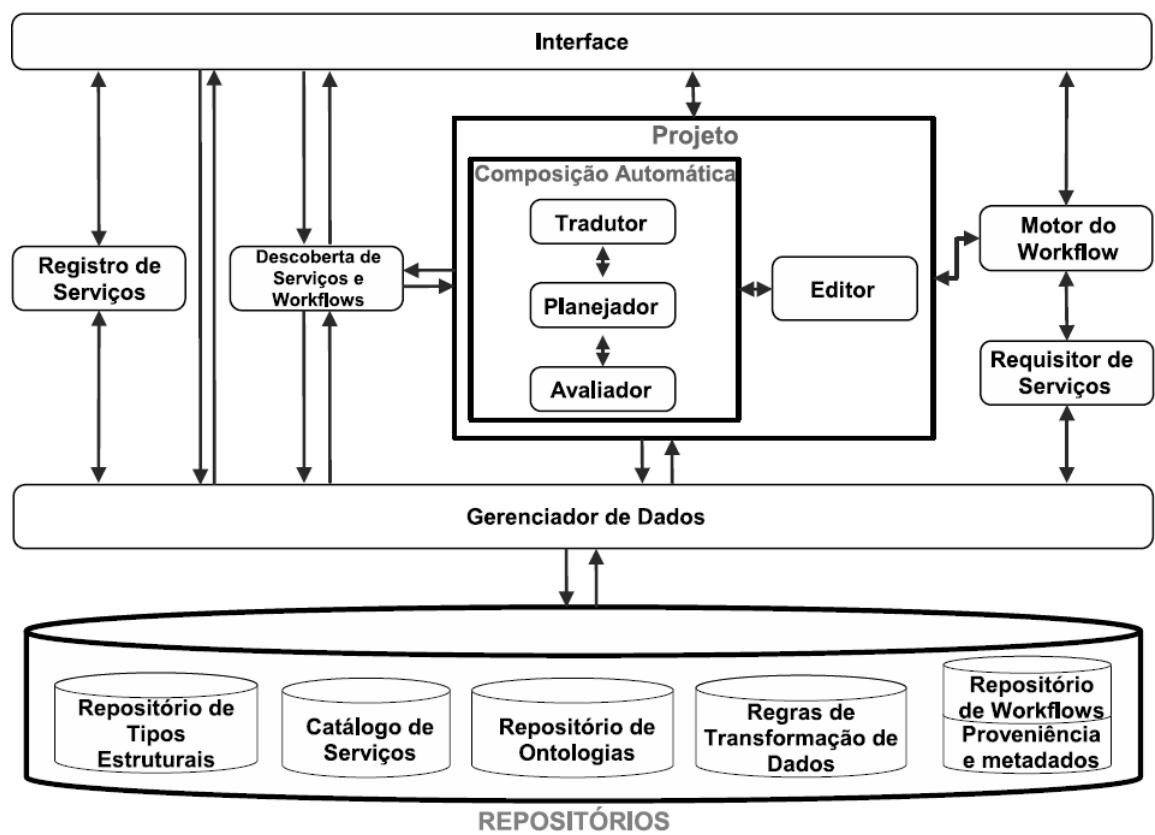 Interface
Projeto
Composição Automática
Tradutor
Planejador
Avaliador
Editor
Registro de
Serviços
Descoberta de
Serviços e
Workflows
Motor do
Workflow
Requisitor de
Serviços
Gerenciador de Dados
Repositório de
Tipos
Estruturais
Catálogo de
Serviços
Repositório de
Ontologias
Regras de
Transformação de
Dados
Repositório
de Workflows
Proveniência
e metadados
REPOSITÓRIOS